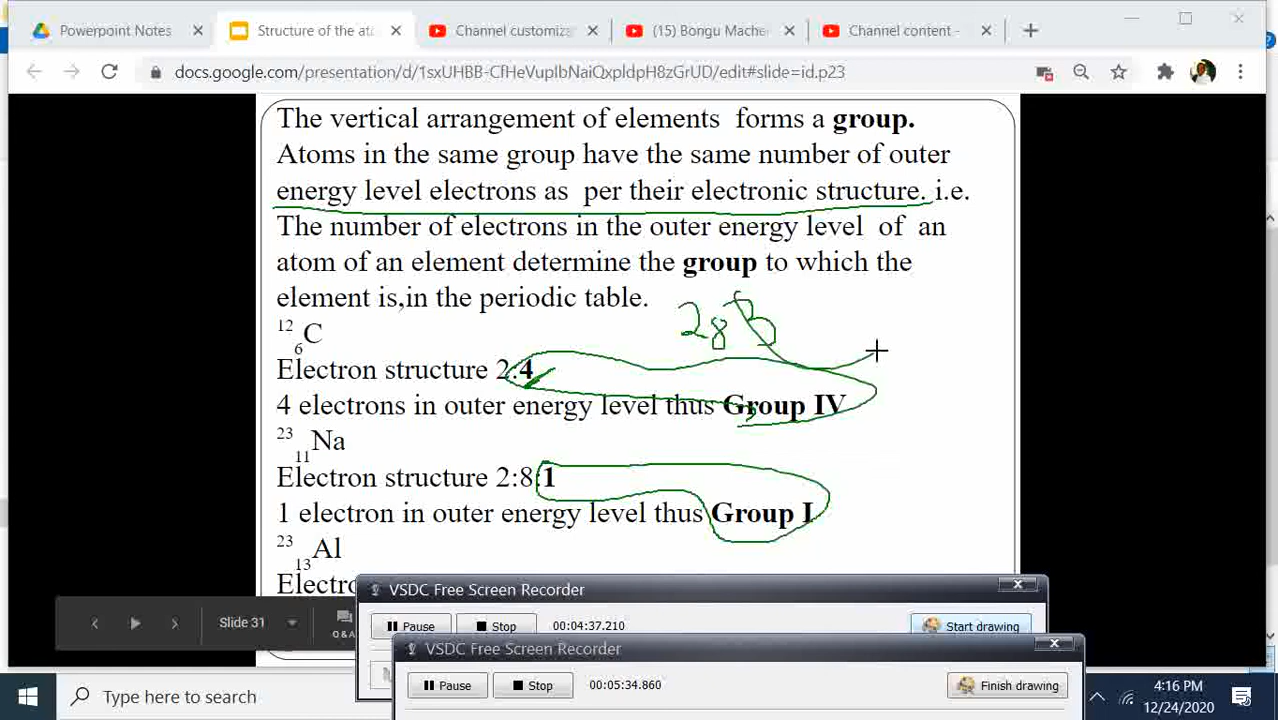 Powerpoint Notes
Structure of the ato
Channel customiz
(15) Bongu Mache
Channel content -
docs.google.com/presentation/d/1sxUHBB-CfHeVupIbNaiQxpldpH8zGrUD/edit#slide=id.p23
The vertical arrangement of elements forms a group.
Atoms in the same group have the same number of outer
energy level electrons as per their electronic structure. i.e.
The number of electrons in the outer energy level of an
atom of an element determine the group to which the
element is,in the periodic table.
2 8 3
12 6 C
Electron structure 2:4
4 electrons in outer energy level thus Group IV
23 11 Na
Electron structure 2:8:1
1 electron in outer energy level thus Group I
23 13 Al
Electro
Slide 31
Q&A
VSDC Free Screen Recorder
Pause Stop 00:04:37.210 Start drawing
VSDC Free Screen Recorder
Pause Stop 00:05:34.860 Finish drawing
Type here to search
4:16 PM
12/24/2020